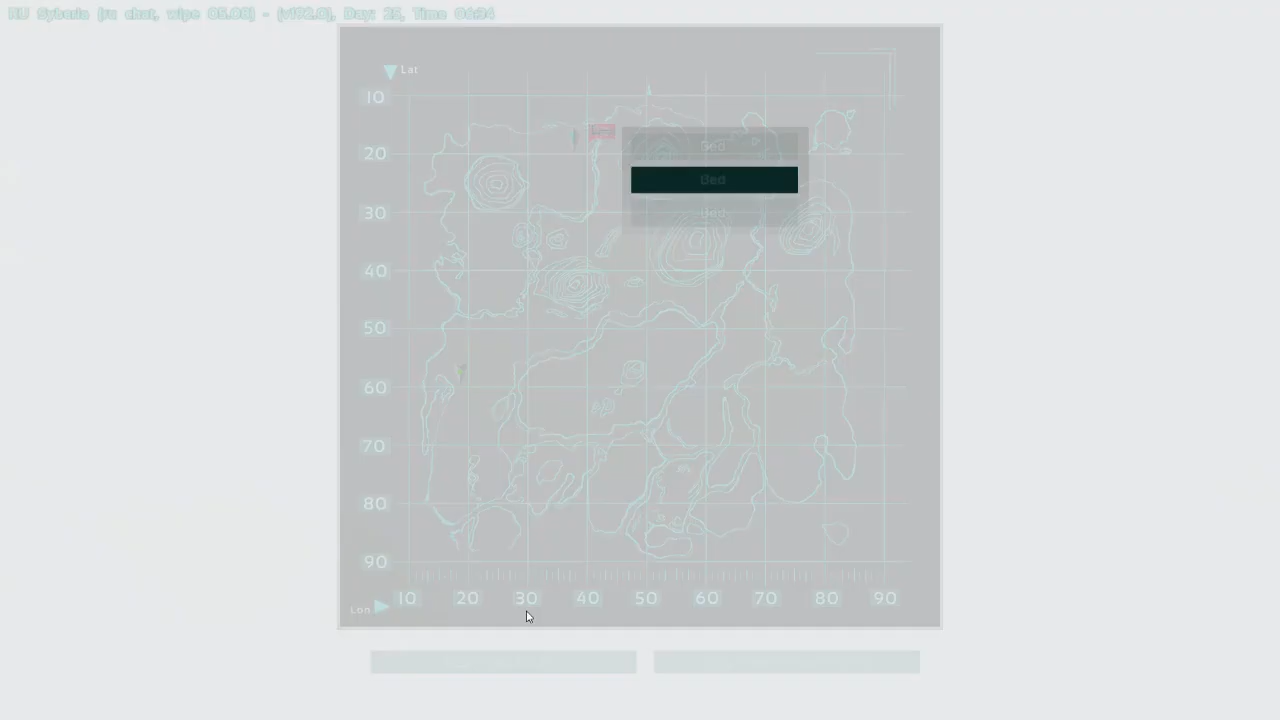 RU Syberia (ru chat, wipe 05.08) - (v192.0), Day: 25, Time 06:34
Lat
10
20
30
40
50
60
70
80
90
Bed
Bed
Bed
Lon
10 20 30 40 50 60 70 80 90